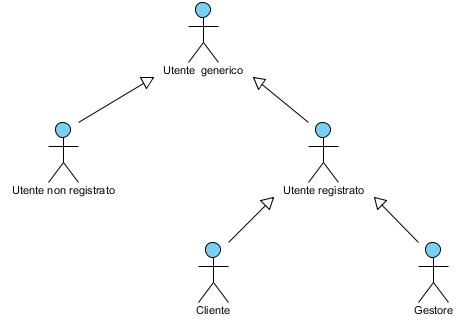 Utente generico
Utente non registrato
Utente registrato
Cliente
Gestore